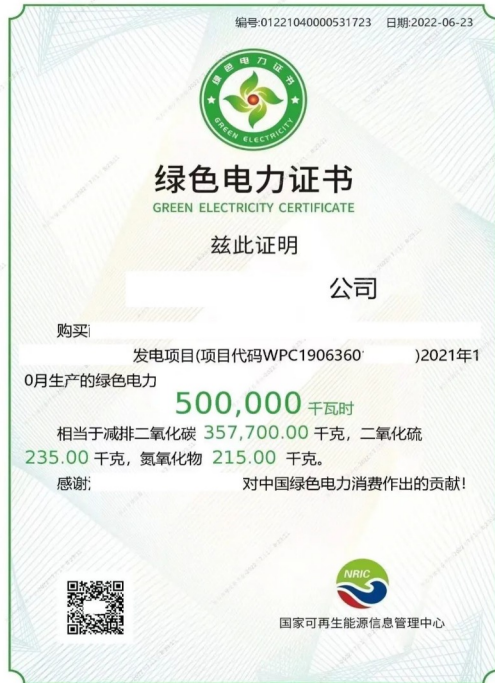 编号:01221040000531723 日期:2022-06-23
绿色电力证书
GREEN ELECTRICITY
绿色电力证书
GREEN ELECTRICITY CERTIFICATE
兹此证明
公司
购买
发电项目(项目代码WPC1906360 )2021年1
0月生产的绿色电力
500,000 千瓦时
相当于减排二氧化碳 357,700.00 千克，二氧化硫
235.00 千克，氮氧化物 215.00 千克。
感谢 对中国绿色电力消费作出的贡献！
NRIC
国家可再生能源信息管理中心